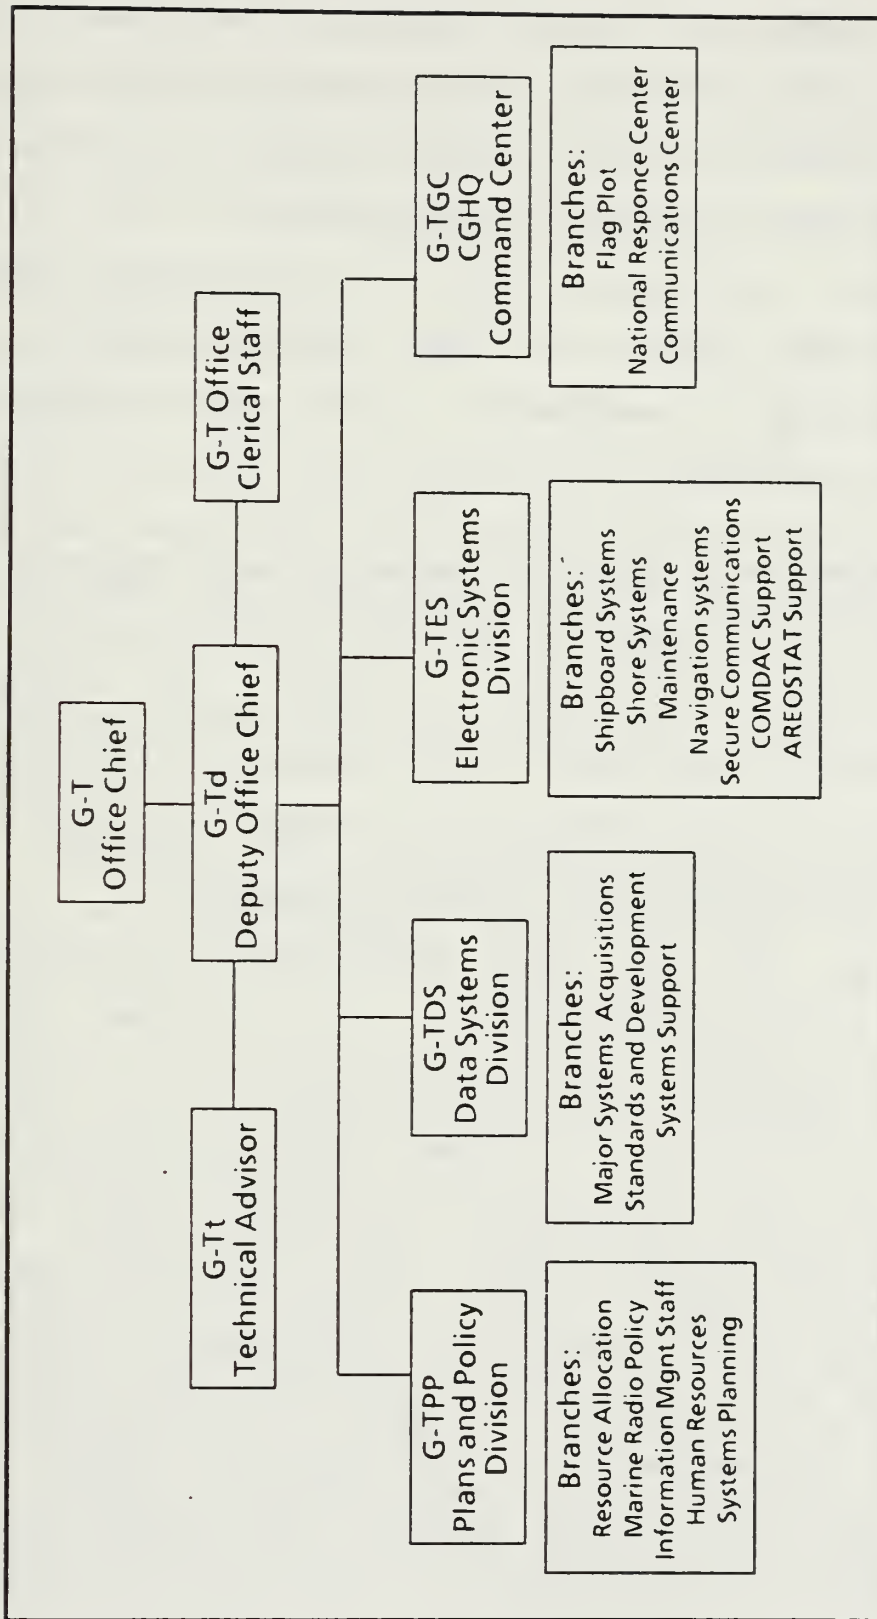 G-T
Office Chief
G-Tt
Technical Advisor
G-Td
Deputy Office Chief
G-T Office
Clerical Staff
G-TPP
Plans and Policy
Division
G-TDS
Data Systems
Division
G-TES
Electronic Systems
Division
G-TGC
CGHQ
Command Center
Branches:
Resource Allocation
Marine Radio Policy
Information Mgnt Staff
Human Resources
Systems Planning
Branches:
Major Systems Acquisitions
Standards and Development
Systems Support
Branches:
Shipboard Systems
Shore Systems
Maintenance
Navigation systems
Secure Communications
COMDAC Support
AREOSTAT Support
Branches:
Flag Plot
National Responce Center
Communications Center